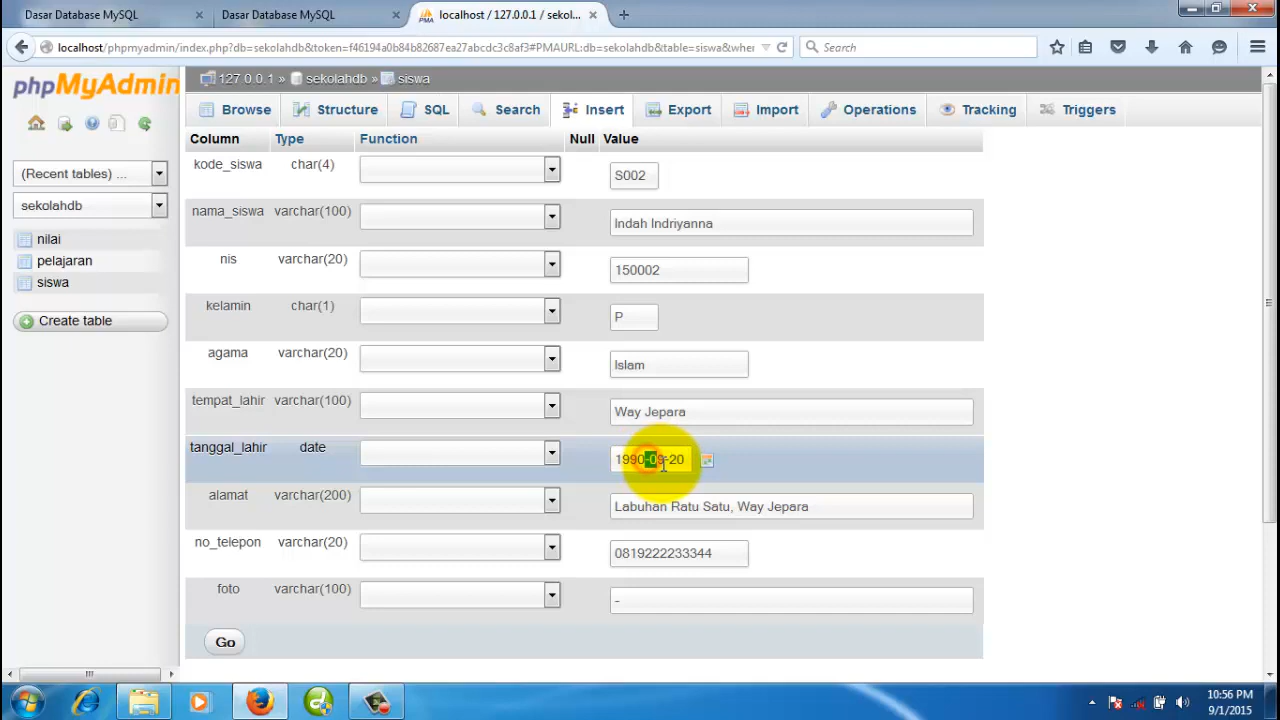 Dasar Database MySQL
Dasar Database MySQL
localhost / 127.0.0.1 / sekol...
localhost/phpmyadmin/index.php?db=sekolahdb&token=f46194a0b84b82687ea27abcdc3c8af3#PMAURL:db=sekolahdb&table=siswa&wher
Search
phpMyAdmin
127.0.0.1 » sekolahdb » siswa
Browse Structure SQL Search Insert Export Import Operations Tracking Triggers
(Recent tables) ...
sekolahdb
nilai
pelajaran
siswa
Create table
Column Type Function Null Value
kode_siswa char(4) S002
nama_siswa varchar(100) Indah Indriyanna
nis varchar(20) 150002
kelamin char(1) P
agama varchar(20) Islam
tempat_lahir varchar(100) Way Jepara
tanggal_lahir date 1990-09-20
alamat varchar(200) Labuhan Ratu Satu, Way Jepara
no_telepon varchar(20) 0819222233344
foto varchar(100) -
Go
10:56 PM
9/1/2015